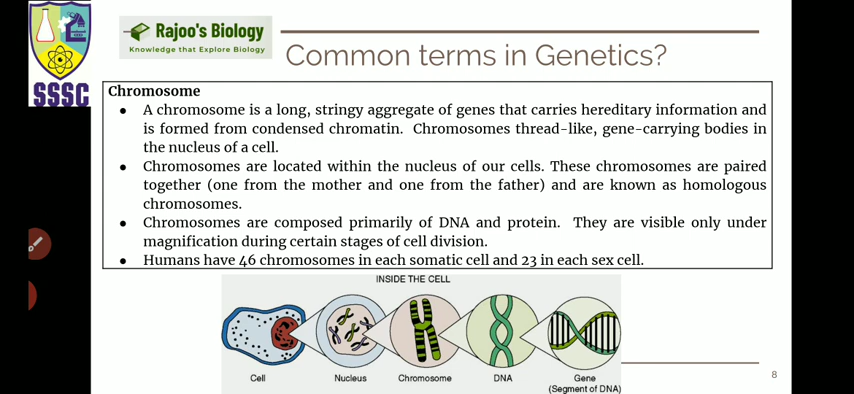 SSSC
Rajoo's Biology
Knowledge that Explore Biology
Common terms in Genetics?
Chromosome
● A chromosome is a long, stringy aggregate of genes that carries hereditary information and
is formed from condensed chromatin. Chromosomes thread-like, gene-carrying bodies in
the nucleus of a cell.
● Chromosomes are located within the nucleus of our cells. These chromosomes are paired
together (one from the mother and one from the father) and are known as homologous
chromosomes.
● Chromosomes are composed primarily of DNA and protein. They are visible only under
magnification during certain stages of cell division.
● Humans have 46 chromosomes in each somatic cell and 23 in each sex cell.
INSIDE THE CELL
Cell Nucleus Chromosome DNA Gene
(Segment of DNA)
8